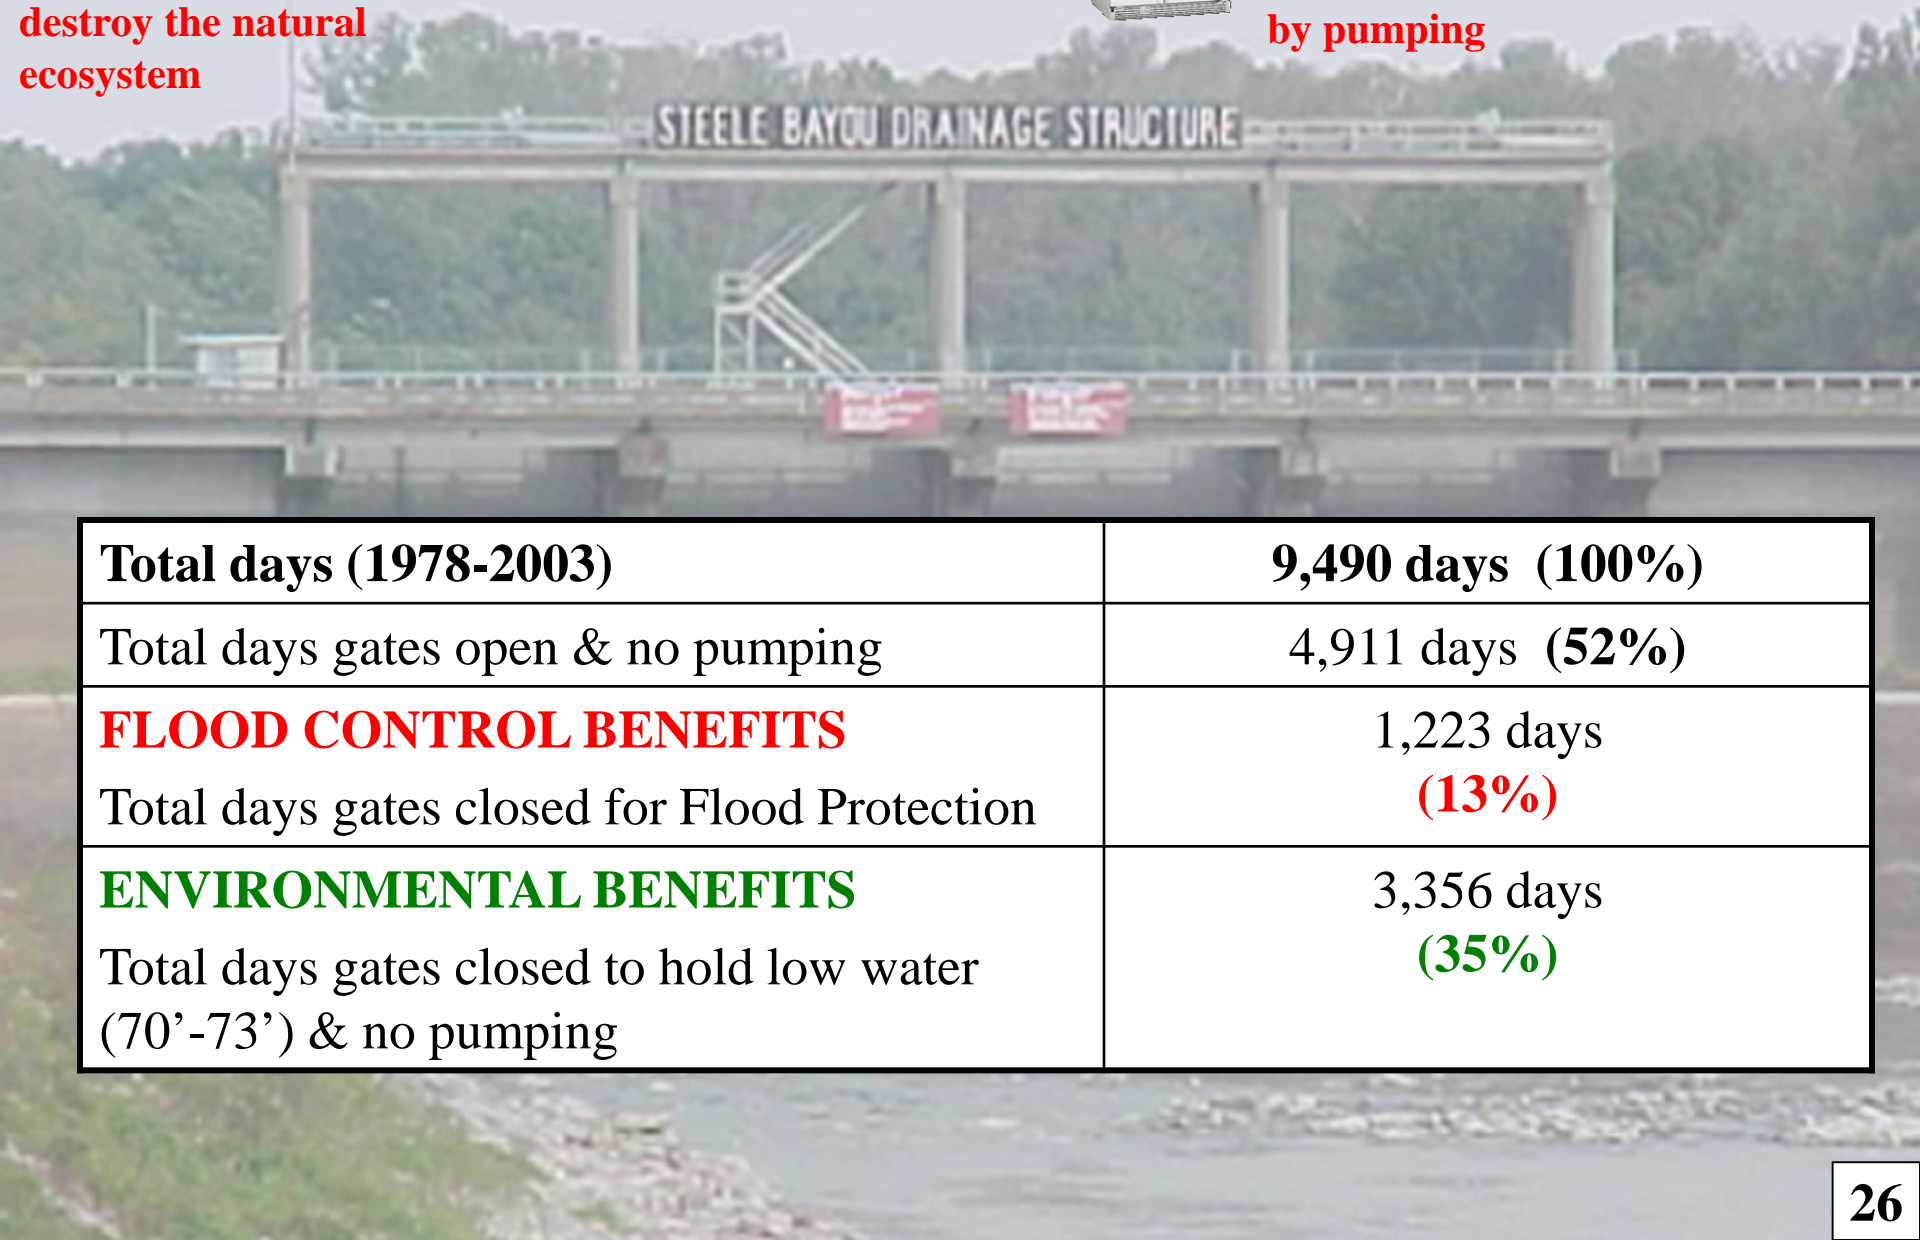 destroy the natural
ecosystem
by pumping
STEELE BAYOU DRAINAGE STRUCTURE
Total days (1978-2003)
9,490 days (100%)
Total days gates open & no pumping
4,911 days (52%)
FLOOD CONTROL BENEFITS
Total days gates closed for Flood Protection
1,223 days
(13%)
ENVIRONMENTAL BENEFITS
Total days gates closed to hold low water
(70’-73’) & no pumping
3,356 days
(35%)
26